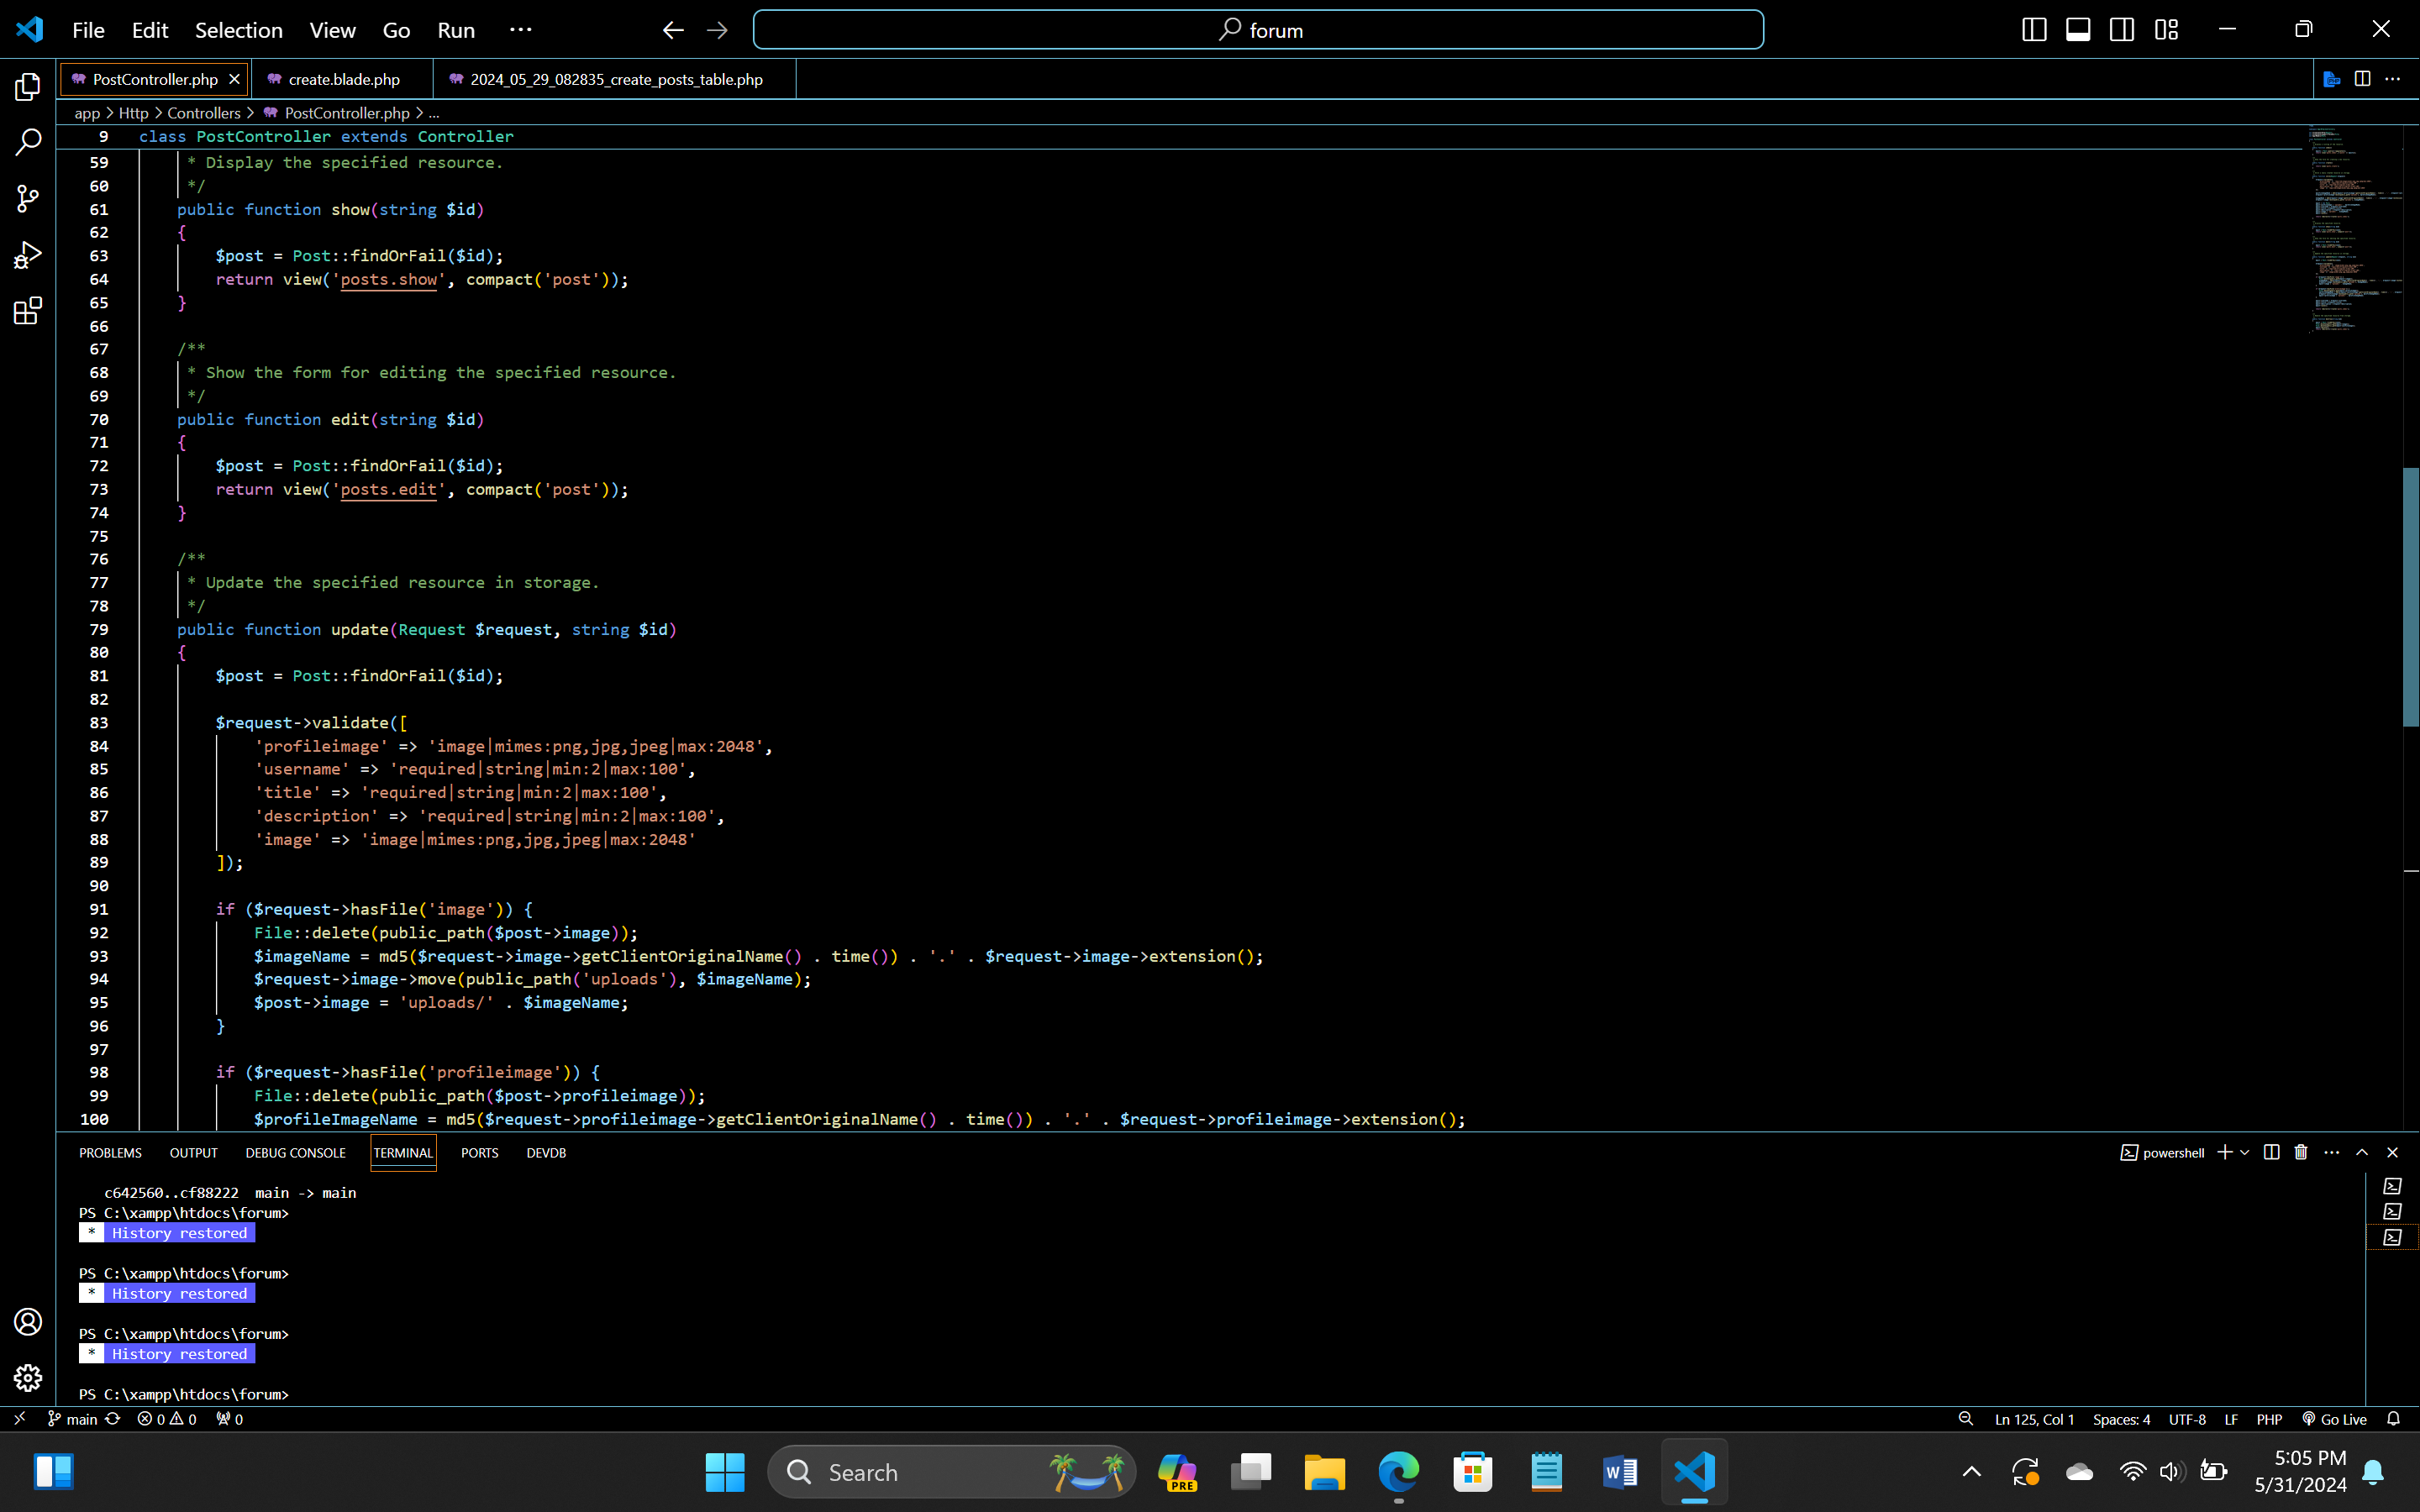 File Edit Selection View Go Run ...
forum
PostController.php create.blade.php 2024_05_29_082835_create_posts_table.php
app > Http > Controllers > PostController.php > ...
9 class PostController extends Controller
59 * Display the specified resource.
60 */
61 public function show(string $id)
62 {
63 $post = Post::findOrFail($id);
64 return view('posts.show', compact('post'));
65 }
66
67 /**
68 * Show the form for editing the specified resource.
69 */
70 public function edit(string $id)
71 {
72 $post = Post::findOrFail($id);
73 return view('posts.edit', compact('post'));
74 }
75
76 /**
77 * Update the specified resource in storage.
78 */
79 public function update(Request $request, string $id)
80 {
81 $post = Post::findOrFail($id);
82
83 $request->validate([
84 'profileimage' => 'image|mimes:png,jpg,jpeg|max:2048',
85 'username' => 'required|string|min:2|max:100',
86 'title' => 'required|string|min:2|max:100',
87 'description' => 'required|string|min:2|max:100',
88 'image' => 'image|mimes:png,jpg,jpeg|max:2048'
89 ]);
90
91 if ($request->hasFile('image')) {
92 File::delete(public_path($post->image));
93 $imageName = md5($request->image->getClientOriginalName() . time()) . '.' . $request->image->extension();
94 $request->image->move(public_path('uploads'), $imageName);
95 $post->image = 'uploads/' . $imageName;
96 }
97
98 if ($request->hasFile('profileimage')) {
99 File::delete(public_path($post->profileimage));
100 $profileImageName = md5($request->profileimage->getClientOriginalName() . time()) . '.' . $request->profileimage->extension();
PROBLEMS OUTPUT DEBUG CONSOLE TERMINAL PORTS DEVDB powershell
c642560..cf88222 main -> main
PS C:\xampp\htdocs\forum>
* History restored
PS C:\xampp\htdocs\forum>
* History restored
PS C:\xampp\htdocs\forum>
* History restored
PS C:\xampp\htdocs\forum>
main 0 0 0 Ln 125, Col 1 Spaces: 4 UTF-8 LF PHP Go Live
Search PRE 5:05 PM
5/31/2024